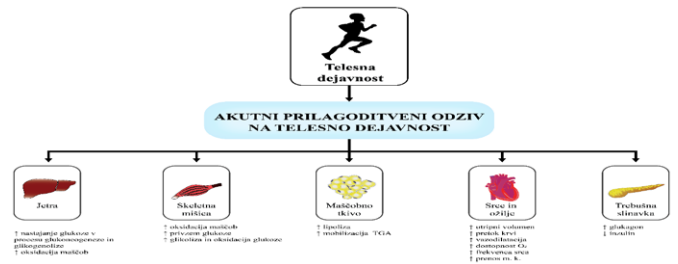 Telesna
dejavnost
AKUTNI PRILAGODITVENI ODZIV
NA TELESNO DEJAVNOST
Jetra
↑ nastajanje glukoze v
procesu glukoneogeneze in
glikogenolize
↑ oksidacija maščob
Skeletna
mišica
↑ oksidacija maščob
↑ privzem glukoze
↑ glikoliza in oksidacija glukoze
Maščobno
tkivo
↑ lipoliza
↑ mobilizacija TGA
Srce in
ožilje
↑ utripni volumen
↑ pretok krvi
↑ vazodilatacija
↑ dostopnost O₂
↑ frekvenca srca
↑ prenos m. k.
Trebušna
slinavka
↑ glukagon
↓ inzulin